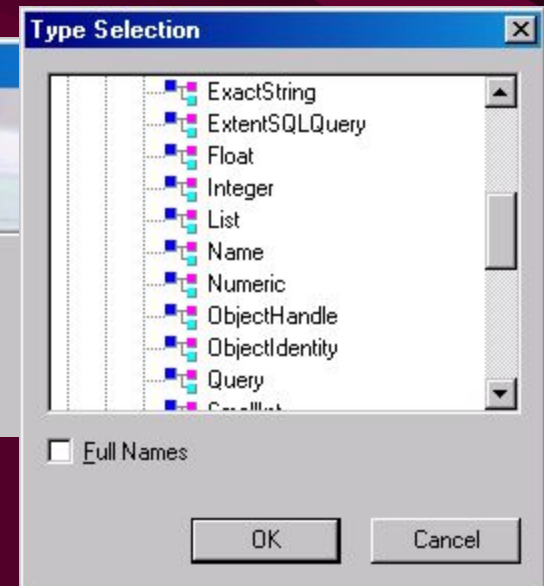 Type Selection
ExactString
ExtentSQLQuery
Float
Integer
List
Name
Numeric
ObjectHandle
ObjectIdentity
Query
Full Names
OK
Cancel